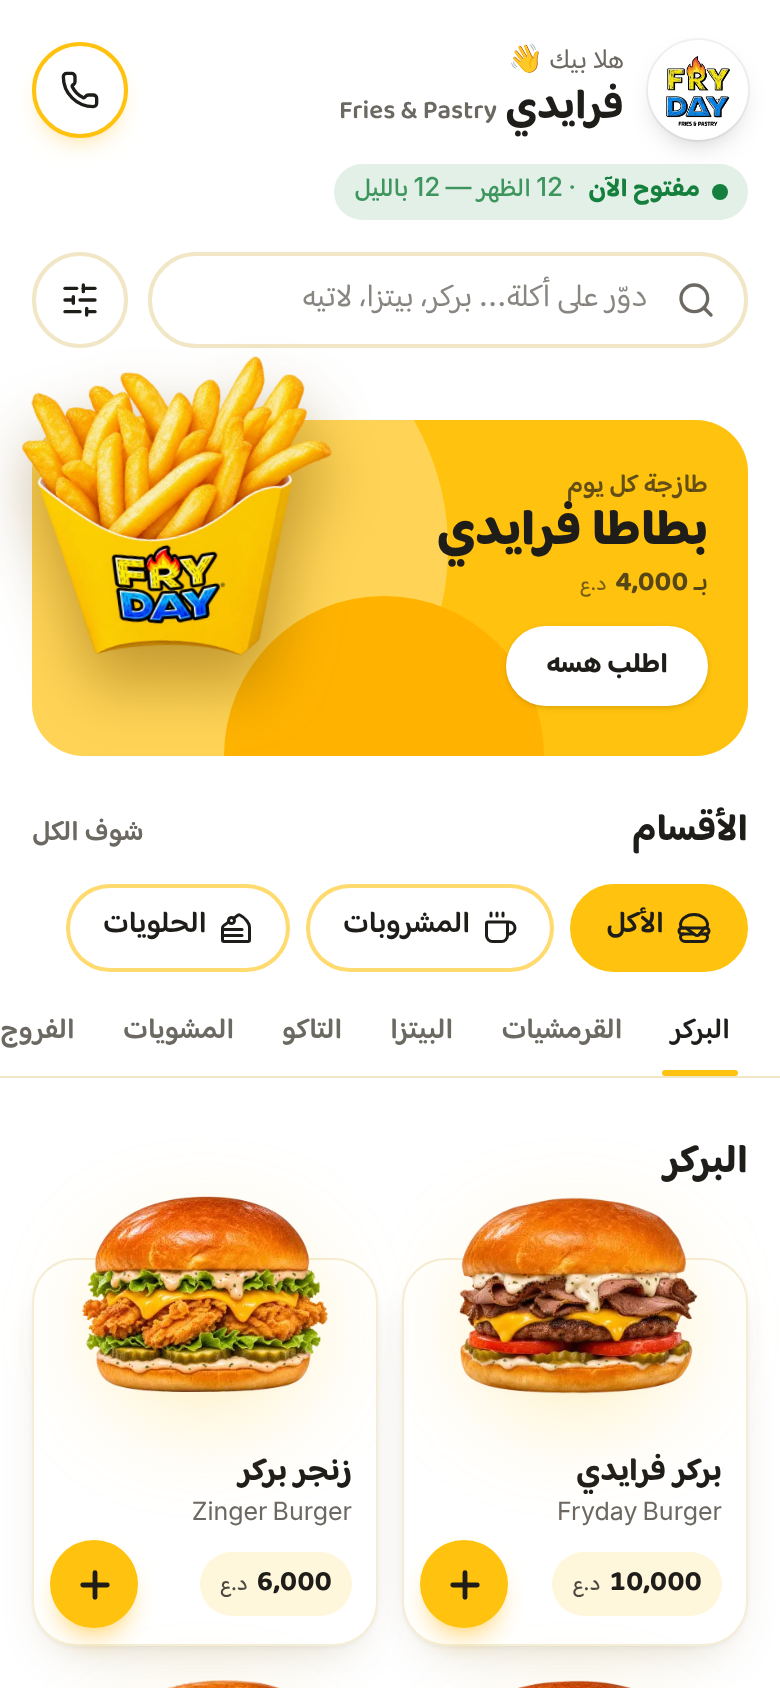 هلا بيك 👋
فرايدي Fries & Pastry
FRY
DAY
FRIES & PASTRY
مفتوح الآن · 12 الظهر — 12 بالليل
دوّر على أكلة... بركر، بيتزا، لاتيه
طازجة كل يوم
بطاطا فرايدي
بـ 4,000 د.ع
اطلب هسه
FRY
DAY
الأقسام
شوف الكل
الأكل
المشروبات
الحلويات
البركر
القرمشيات
البيتزا
التاكو
المشويات
الفروج
البركر
بركر فرايدي
Fryday Burger
10,000 د.ع
زنجر بركر
Zinger Burger
6,000 د.ع